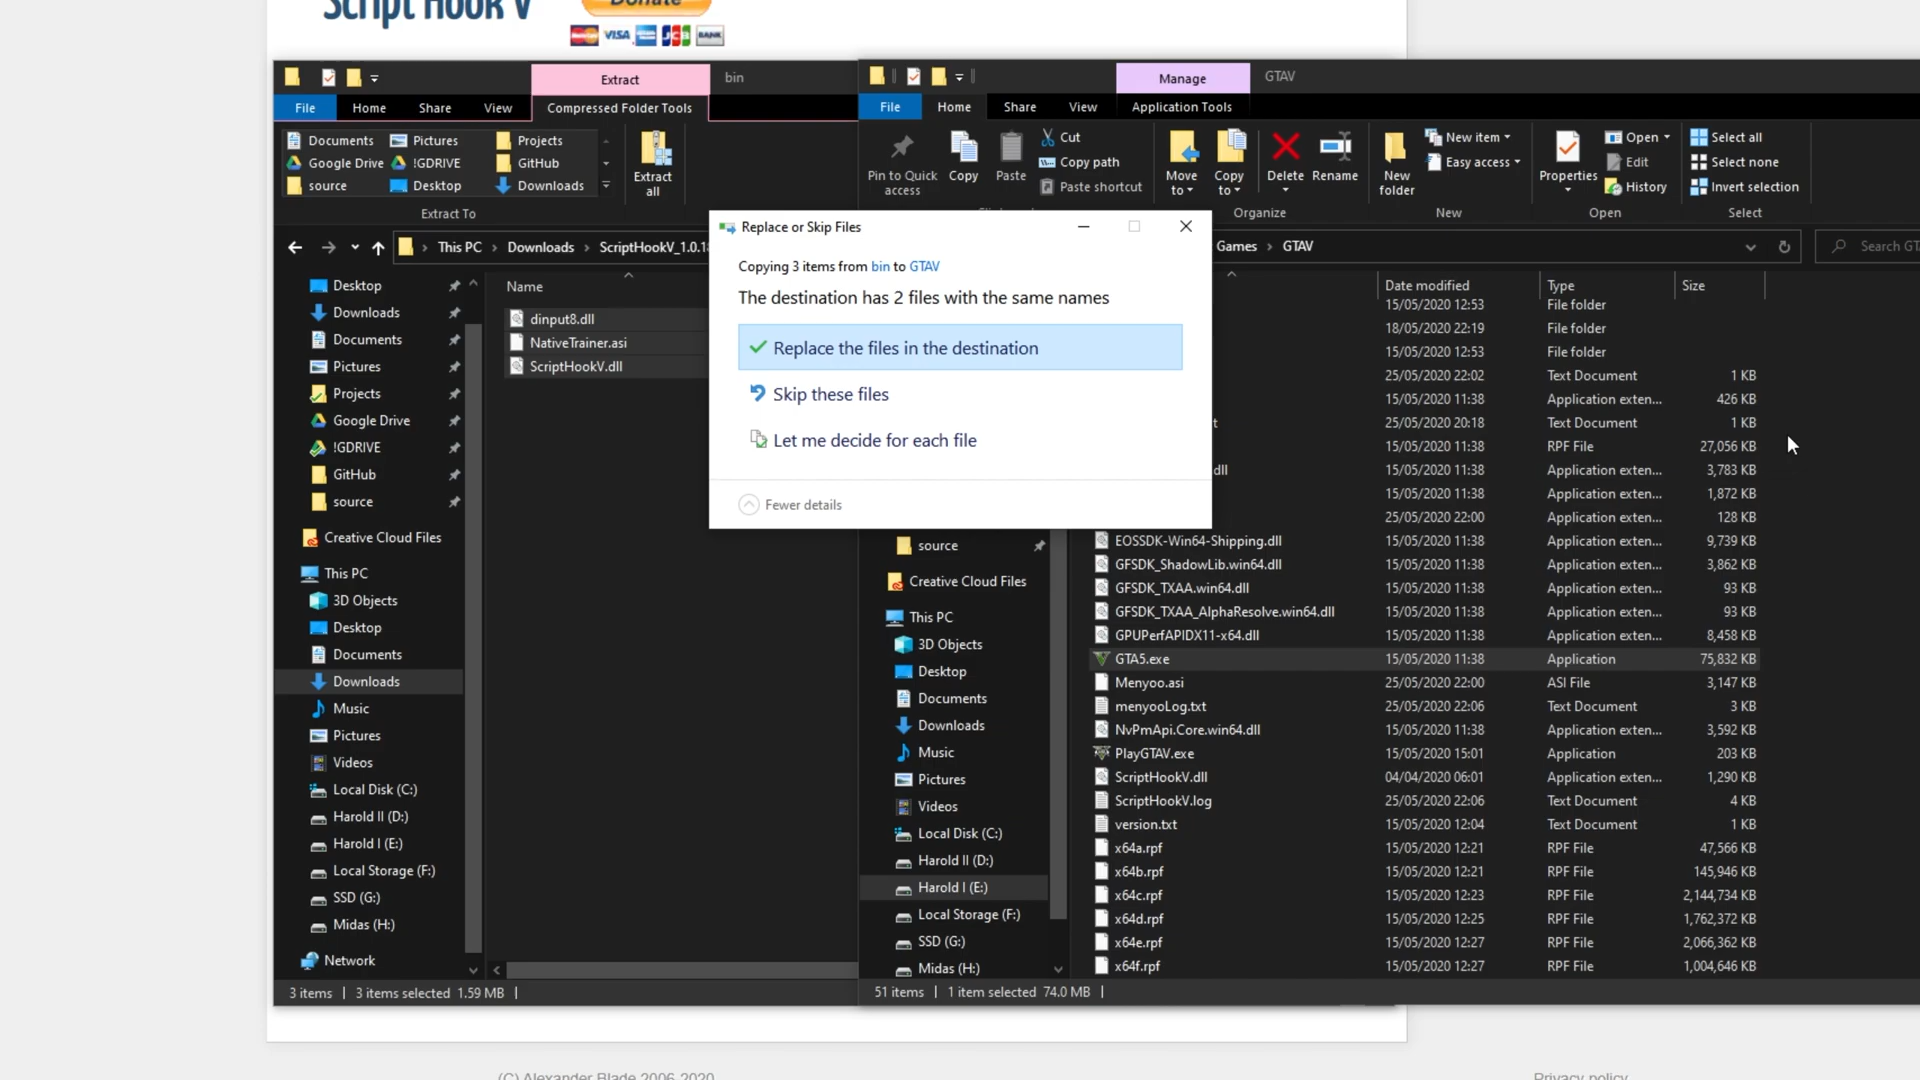 Script Hook V
Donate
VISA
JCB
BANK
Extract
bin
File
Home
Share
View
Compressed Folder Tools
Documents
Pictures
Projects
Google Drive
!GDRIVE
GitHub
source
Desktop
Downloads
Extract all
Extract To
This PC > Downloads > ScriptHookV_1.0.1
Desktop
Downloads
Documents
Pictures
Projects
Google Drive
!GDRIVE
GitHub
source
Creative Cloud Files
This PC
3D Objects
Desktop
Documents
Downloads
Music
Pictures
Videos
Local Disk (C:)
Harold II (D:)
Harold I (E:)
Local Storage (F:)
SSD (G:)
Midas (H:)
Network
Name
dinput8.dll
NativeTrainer.asi
ScriptHookV.dll
3 items | 3 items selected 1.59 MB |
Manage
GTAV
File
Home
Share
View
Application Tools
Pin to Quick access
Copy
Paste
Cut
Copy path
Paste shortcut
Move to
Copy to
Delete
Rename
Organize
New folder
New item
Easy access
New
Properties
Open
Edit
History
Open
Select all
Select none
Invert selection
Select
Games > GTAV
Search GTA
Replace or Skip Files
Copying 3 items from bin to GTAV
The destination has 2 files with the same names
Replace the files in the destination
Skip these files
Let me decide for each file
Fewer details
source
Creative Cloud Files
This PC
3D Objects
Desktop
Documents
Downloads
Music
Pictures
Videos
Local Disk (C:)
Harold II (D:)
Harold I (E:)
Local Storage (F:)
SSD (G:)
Midas (H:)
Date modified Type Size
15/05/2020 12:53 File folder
18/05/2020 22:19 File folder
15/05/2020 12:53 File folder
25/05/2020 22:02 Text Document 1 KB
15/05/2020 11:38 Application exten... 426 KB
t 25/05/2020 20:18 Text Document 1 KB
15/05/2020 11:38 RPF File 27,056 KB
dll 15/05/2020 11:38 Application exten... 3,783 KB
15/05/2020 11:38 Application exten... 1,872 KB
25/05/2020 22:00 Application exten... 128 KB
EOSSDK-Win64-Shipping.dll 15/05/2020 11:38 Application exten... 9,739 KB
GFSDK_ShadowLib.win64.dll 15/05/2020 11:38 Application exten... 3,862 KB
GFSDK_TXAA.win64.dll 15/05/2020 11:38 Application exten... 93 KB
GFSDK_TXAA_AlphaResolve.win64.dll 15/05/2020 11:38 Application exten... 93 KB
GPUPerfAPIDX11-x64.dll 15/05/2020 11:38 Application exten... 8,458 KB
GTA5.exe 15/05/2020 11:38 Application 75,832 KB
Menyoo.asi 25/05/2020 22:00 ASI File 3,147 KB
menyooLog.txt 25/05/2020 22:06 Text Document 3 KB
NvPmApi.Core.win64.dll 15/05/2020 11:38 Application exten... 3,592 KB
PlayGTAV.exe 15/05/2020 15:01 Application 203 KB
ScriptHookV.dll 04/04/2020 06:01 Application exten... 1,290 KB
ScriptHookV.log 25/05/2020 22:06 Text Document 4 KB
version.txt 15/05/2020 12:04 Text Document 1 KB
x64a.rpf 15/05/2020 12:21 RPF File 47,566 KB
x64b.rpf 15/05/2020 12:21 RPF File 145,946 KB
x64c.rpf 15/05/2020 12:23 RPF File 2,144,734 KB
x64d.rpf 15/05/2020 12:25 RPF File 1,762,372 KB
x64e.rpf 15/05/2020 12:27 RPF File 2,066,362 KB
x64f.rpf 15/05/2020 12:27 RPF File 1,004,646 KB
51 items | 1 item selected 74.0 MB |
(C) Alexander Blade 2006-2020
Privacy policy